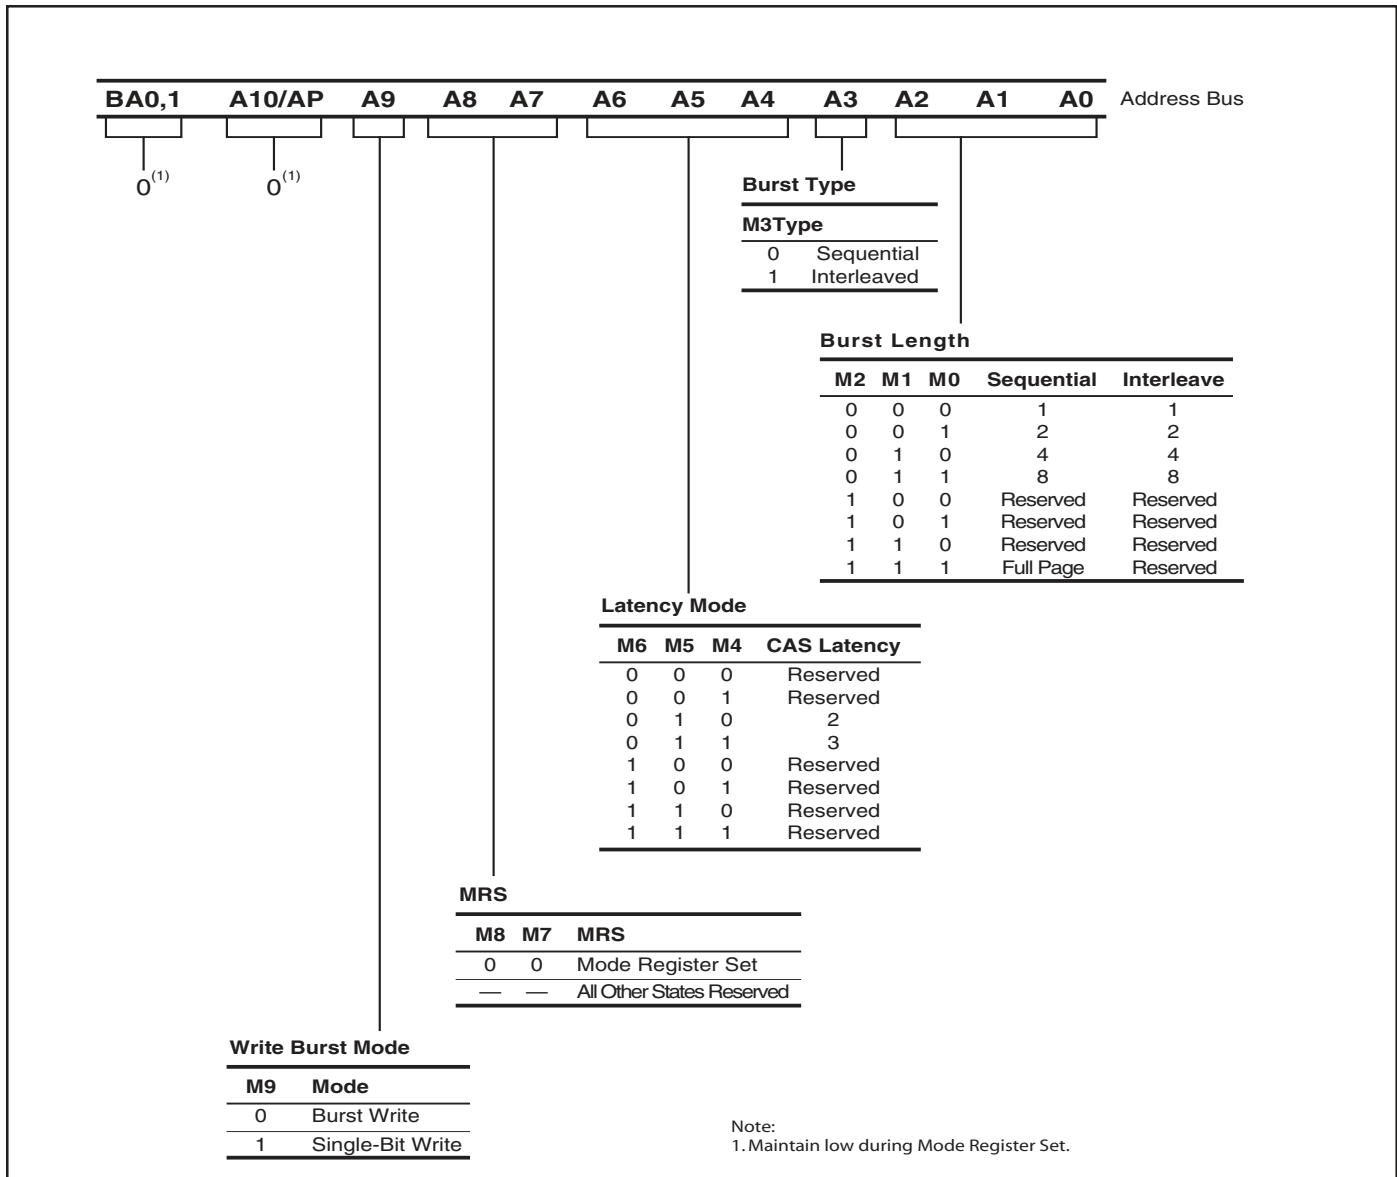 BA0,1 A10/AP A9 A8 A7 A6 A5 A4 A3 A2 A1 A0 Address Bus
0(1) 0(1)
Burst Type
M3Type
0 Sequential
1 Interleaved
Burst Length
M2 M1 M0 Sequential Interleave
0 0 0 1 1
0 0 1 2 2
0 1 0 4 4
0 1 1 8 8
1 0 0 Reserved Reserved
1 0 1 Reserved Reserved
1 1 0 Reserved Reserved
1 1 1 Full Page Reserved
Latency Mode
M6 M5 M4 CAS Latency
0 0 0 Reserved
0 0 1 Reserved
0 1 0 2
0 1 1 3
1 0 0 Reserved
1 0 1 Reserved
1 1 0 Reserved
1 1 1 Reserved
MRS
M8 M7 MRS
0 0 Mode Register Set
— — All Other States Reserved
Write Burst Mode
M9 Mode
0 Burst Write
1 Single-Bit Write
Note:
1. Maintain low during Mode Register Set.